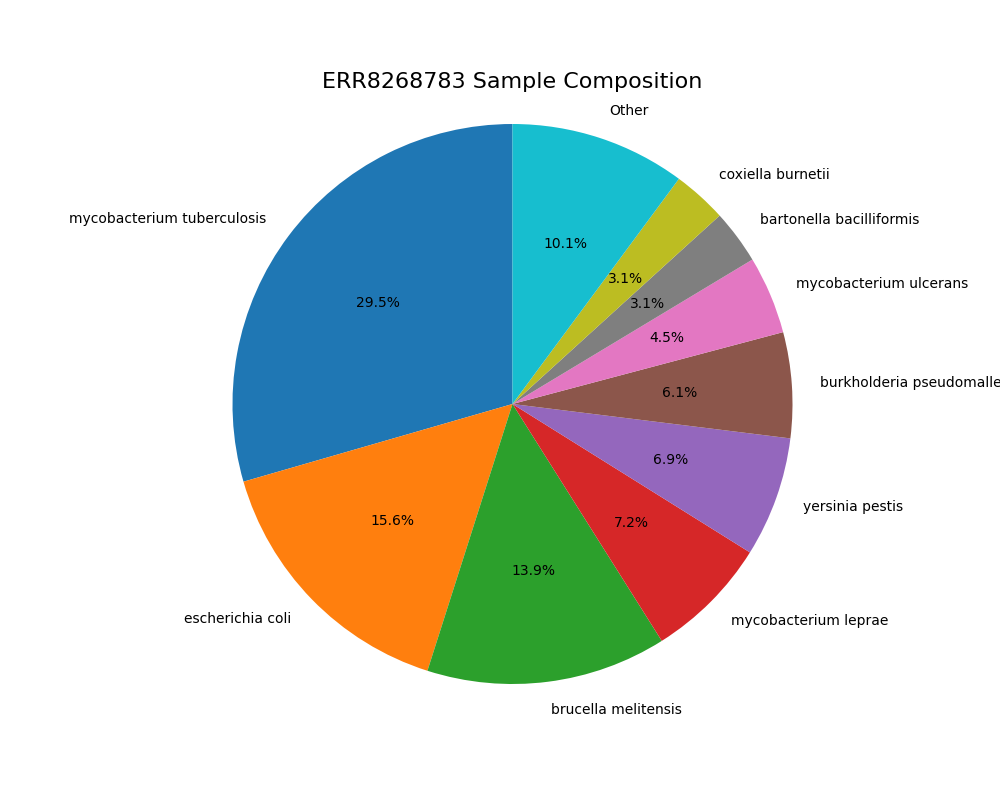 ERR8268783 Sample Composition
Other
coxiella burnetii
bartonella bacilliformis
mycobacterium tuberculosis
mycobacterium ulcerans
burkholderia pseudomalle
yersinia pestis
escherichia coli
mycobacterium leprae
brucella melitensis
10.1%
3.1%
3.1%
29.5%
4.5%
6.1%
6.9%
15.6%
7.2%
13.9%